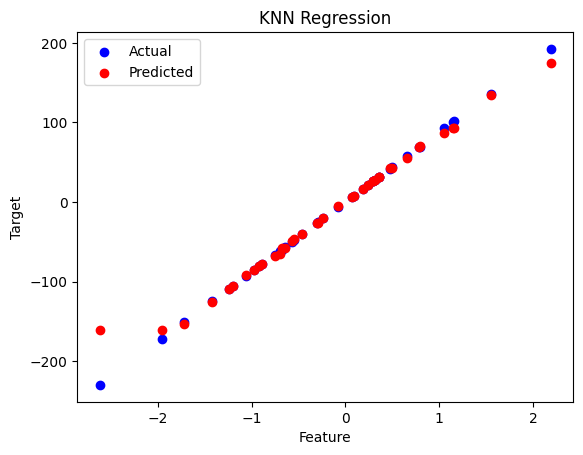 KNN Regression
Actual
Predicted
200
100
0
−100
−200
Target
−2
−1
0
1
2
Feature